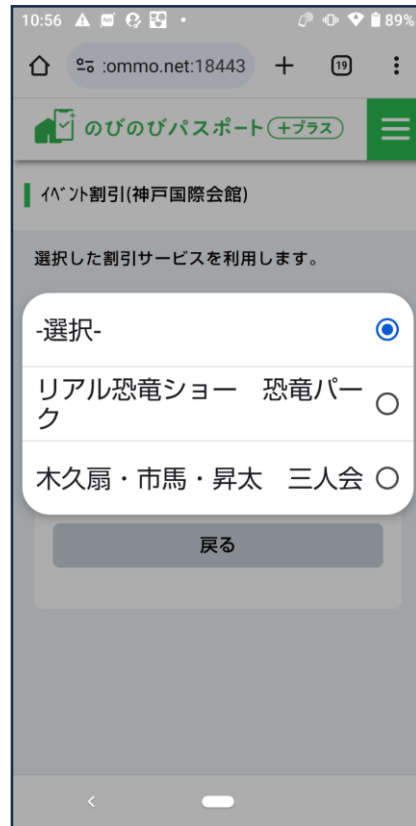 10:56
89%
:ommo.net:18443
19
のびのびパスポート +プラス
ｲﾍﾞﾝﾄ割引(神戸国際会館)
選択した割引サービスを利用します。
-選択-
リアル恐竜ショー　恐竜パー
ク
木久扇・市馬・昇太　三人会
戻る